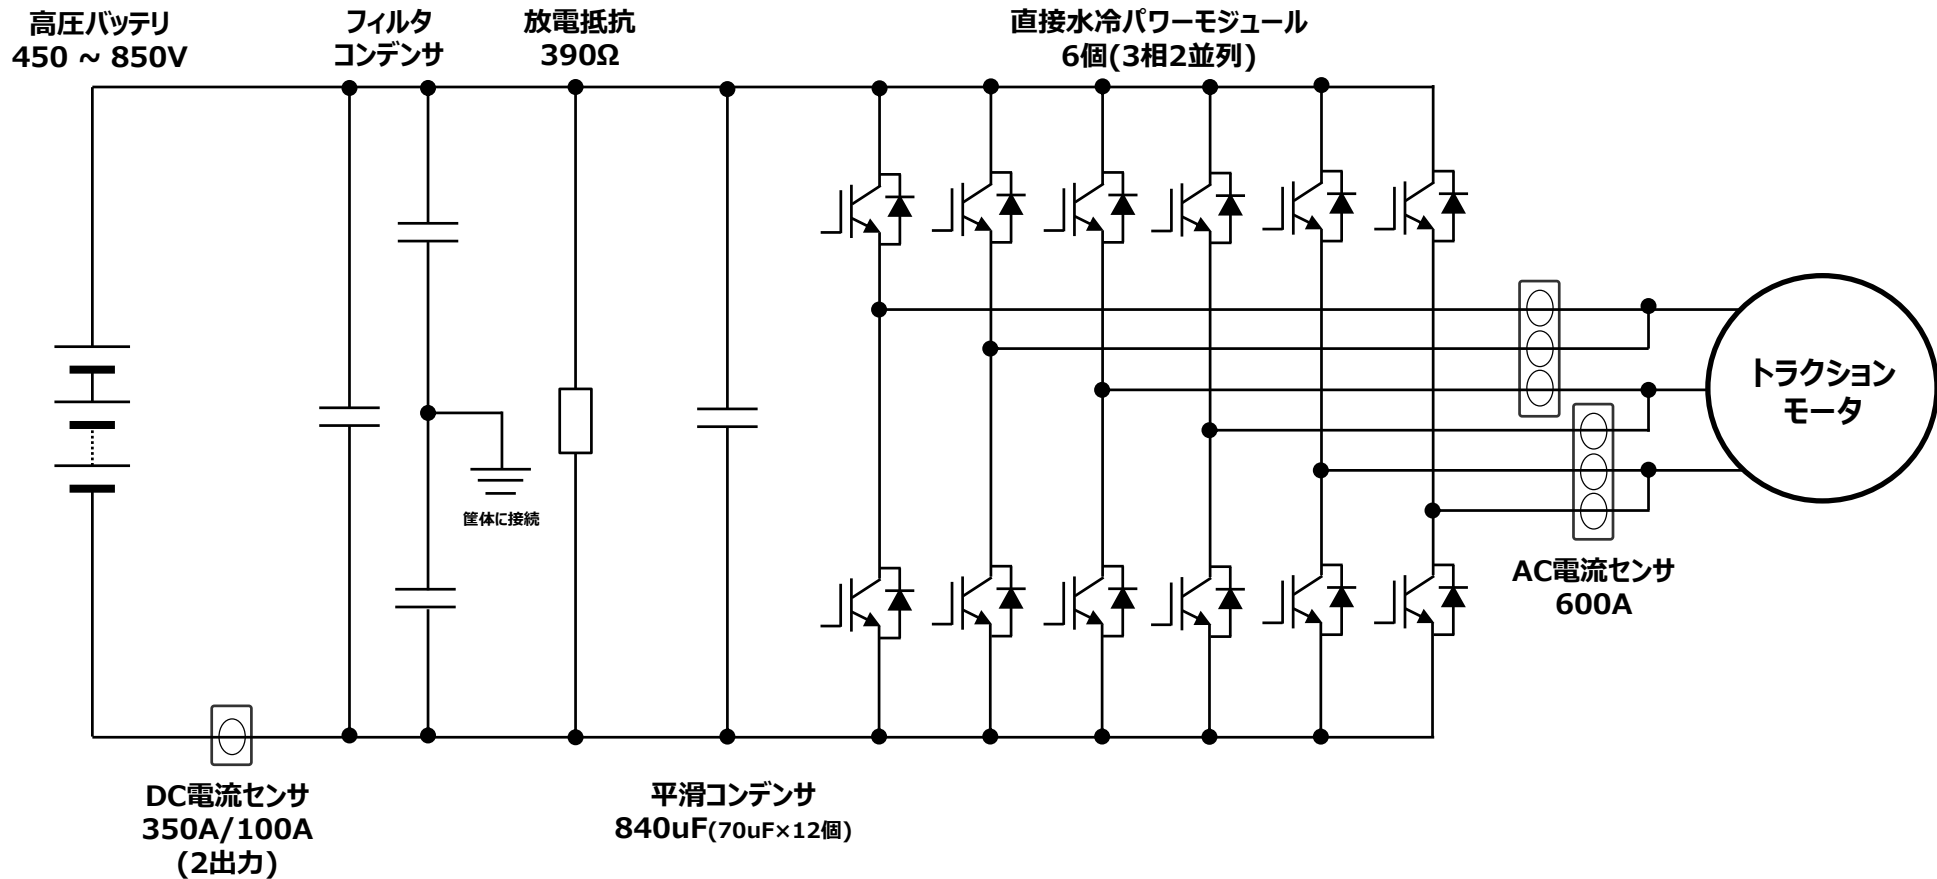 高圧バッテリ
450 ~ 850V
フィルタ
コンデンサ
放電抵抗
390Ω
直接水冷パワーモジュール
6個(3相2並列)
筐体に接続
トラクション
モータ
AC電流センサ
600A
DC電流センサ
350A/100A
(2出力)
平滑コンデンサ
840uF(70uF×12個)